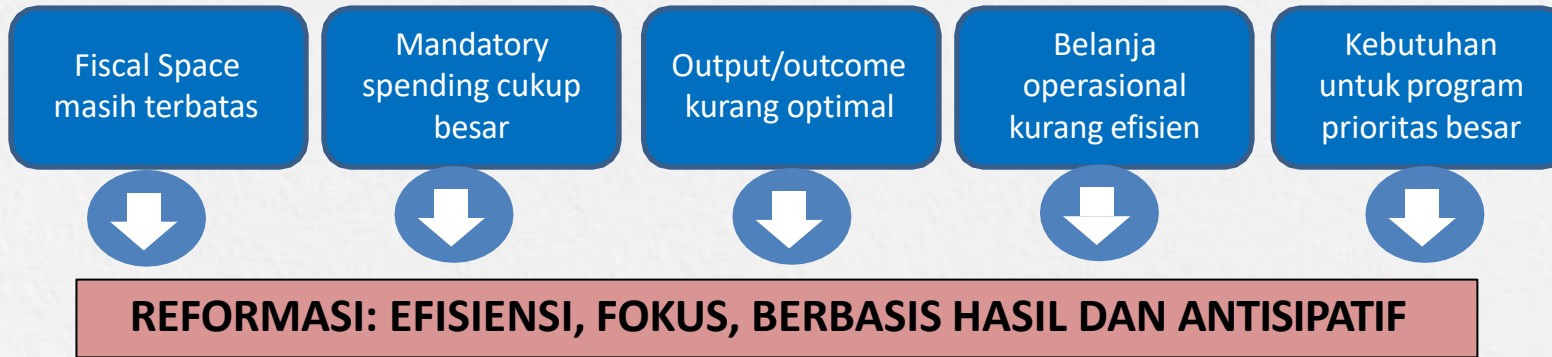 Fiscal Space
masih terbatas
Mandatory
spending cukup
besar
Output/outcome
kurang optimal
Belanja
operasional
kurang efisien
Kebutuhan
untuk program
prioritas besar
REFORMASI: EFISIENSI, FOKUS, BERBASIS HASIL DAN ANTISIPATIF